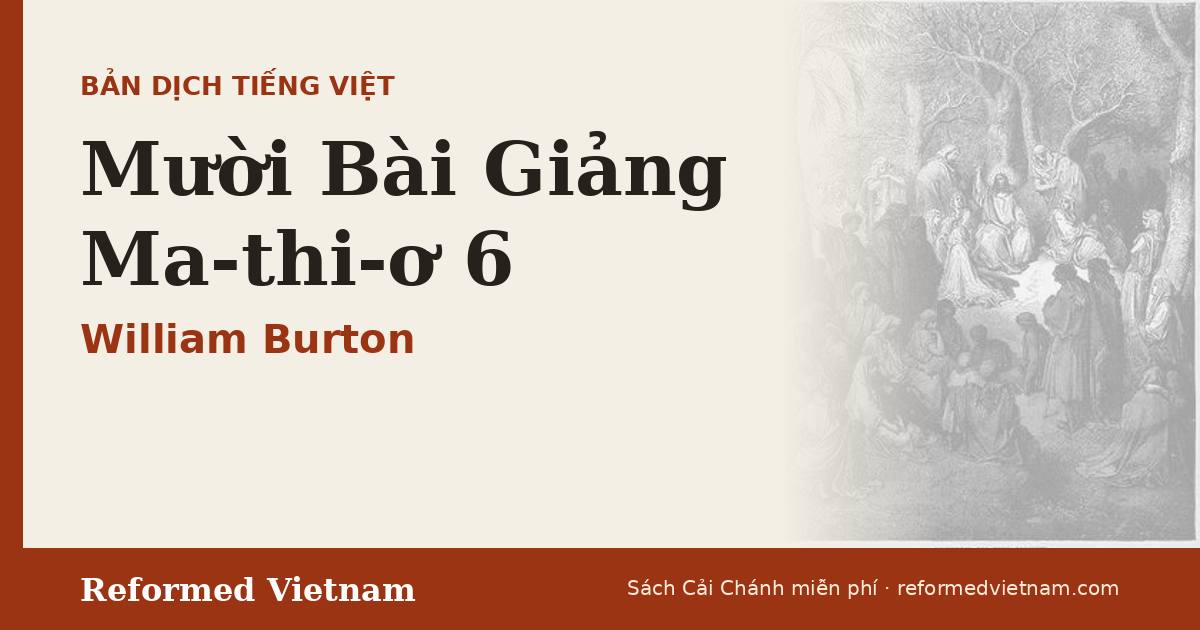 BẢN DỊCH TIẾNG VIỆT
Mười Bài Giảng
Ma-thi-ơ 6
William Burton
Reformed Vietnam
Sách Cải Chánh miễn phí · reformedvietnam.com